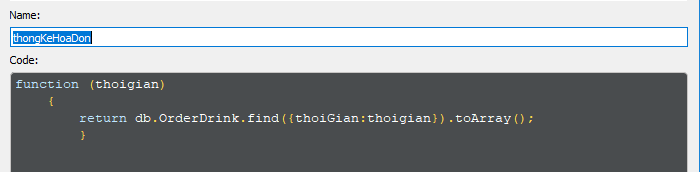 Name:
thongKeHoaDon
Code:
function (thoigian)
{
return db.OrderDrink.find({thoiGian:thoigian}).toArray();
}